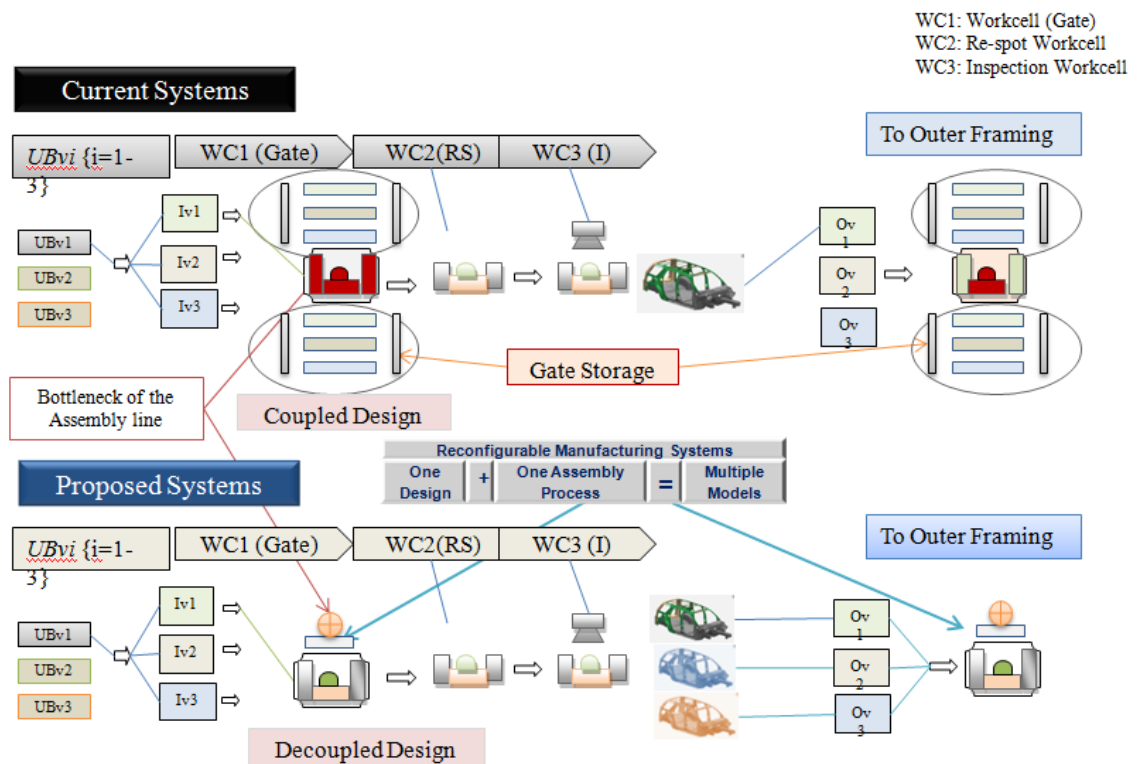 WC1: Workcell (Gate)
WC2: Re-spot Workcell
WC3: Inspection Workcell
Current Systems
To Outer Framing
UBvi {i=1-
3}
WC1 (Gate)
WC2(RS)
WC3 (I)
Iv1
Iv2
Iv3
UBv1
UBv2
UBv3
Ov
1
Ov
2
Ov
3
Gate Storage
Bottleneck of the
Assembly line
Coupled Design
Reconfigurable Manufacturing Systems
One
Design
+
One Assembly
Process
=
Multiple
Models
Proposed Systems
To Outer Framing
UBvi {i=1-
3}
WC1 (Gate)
WC2(RS)
WC3 (I)
Iv1
Iv2
Iv3
UBv1
UBv2
UBv3
Ov
1
Ov
2
Ov
3
Decoupled Design